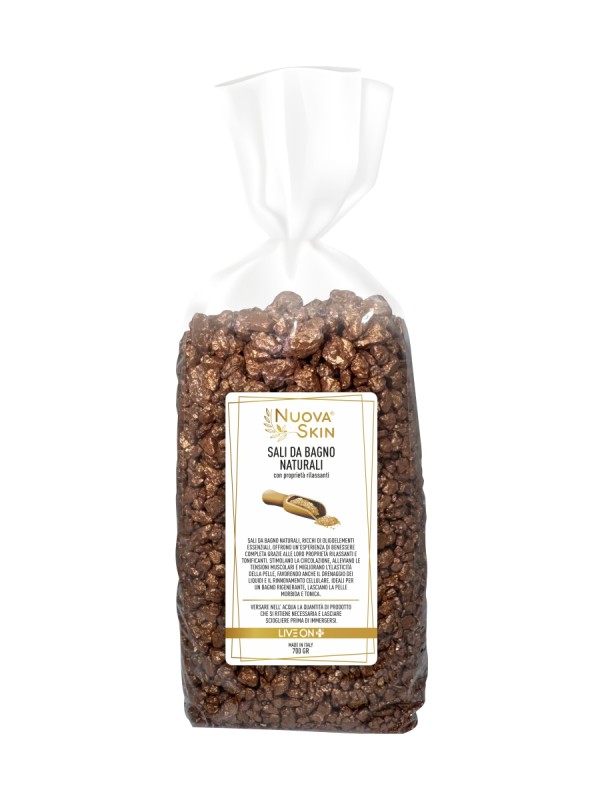 NUOVA®
SKIN
SALI DA BAGNO
NATURALI
con proprietà rilassanti
SALI DA BAGNO NATURALI, RICCHI DI OLIGOELEMENTI
ESSENZIALI, OFFRONO UN'ESPERIENZA DI BENESSERE
COMPLETA GRAZIE ALLE LORO PROPRIETÀ RILASSANTI E
TONIFICANTI, STIMOLANO LA CIRCOLAZIONE, ALLEVIANO LE
TENSIONI MUSCOLARI E MIGLIORANO L'ELASTICITÀ
DELLA PELLE, FAVORENDO ANCHE IL DRENAGGIO DEI
LIQUIDI E IL RINNOVAMENTO CELLULARE. IDEALI PER
UN BAGNO RIGENERANTE, LASCIANO LA PELLE
MORBIDA E TONICA.
VERSARE NELL' ACQUA LA QUANTITÀ DI PRODOTTO
CHE SI RITIENE NECESSARIA E LASCIARE
SCIOGLIERE PRIMA DI IMMERGERSI.
LIVE ON
MADE IN ITALY
700 GR